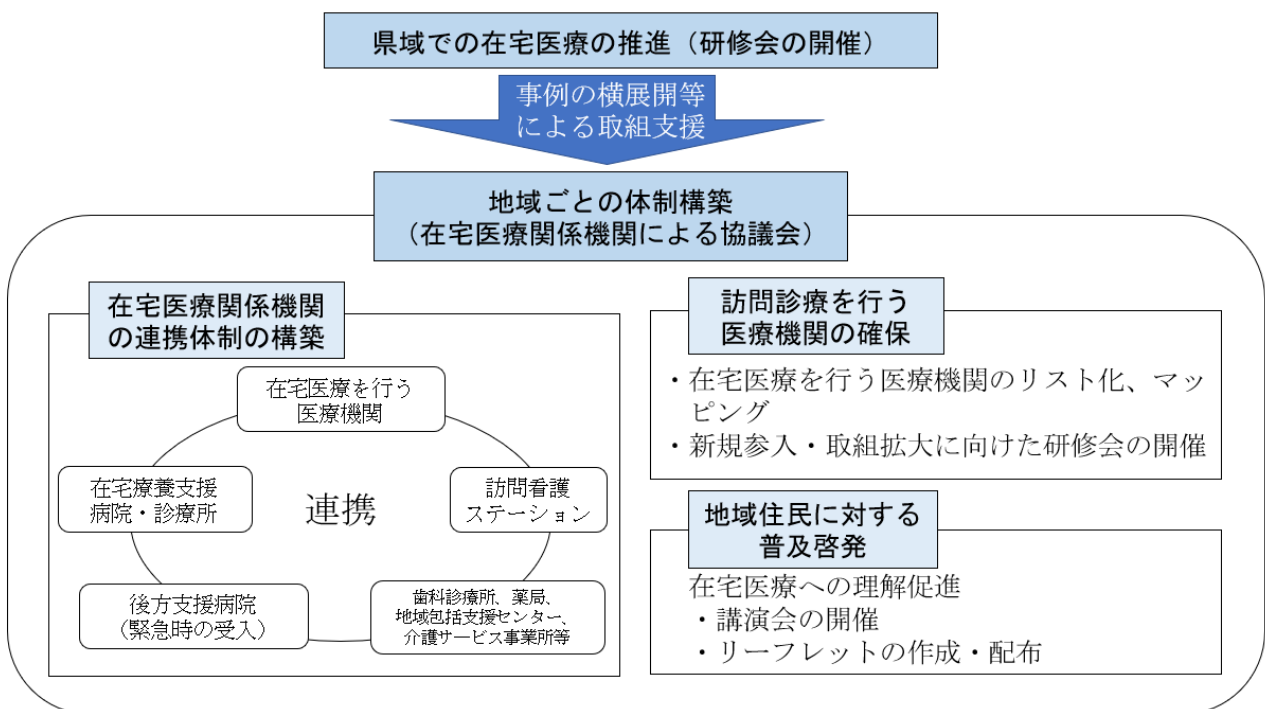 県域での在宅医療の推進（研修会の開催）
事例の横展開等
による取組支援
地域ごとの体制構築
（在宅医療関係機関による協議会）
在宅医療関係機関
の連携体制の構築
在宅医療を行う
医療機関
在宅療養支援
病院・診療所
連携
訪問看護
ステーション
後方支援病院
（緊急時の受入）
歯科診療所、薬局、
地域包括支援センター、
介護サービス事業所等
訪問診療を行う
医療機関の確保
・在宅医療を行う医療機関のリスト化、マッ
ピング
・新規参入・取組拡大に向けた研修会の開催
地域住民に対する
普及啓発
在宅医療への理解促進
・講演会の開催
・リーフレットの作成・配布